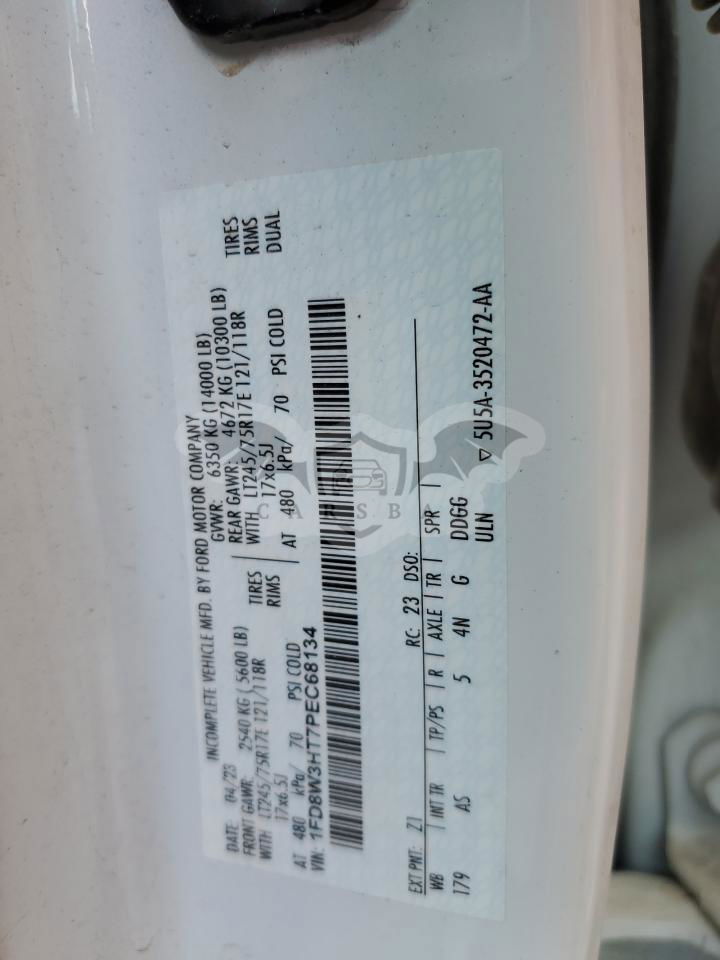 INCOMPLETE VEHICLE MFD. BY FORD MOTOR COMPANY
DATE: 04/23 GVWR: 6350 KG (14000 LB)
FRONT GAWR: 2540 KG (5600 LB) REAR GAWR: 4672 KG (10300 LB)
WITH LT245/75R17E 121/118R TIRES WITH LT245/75R17E 121/118R TIRES
17x6.5J RIMS 17x6.5J RIMS
AT 480 kPa/ 70 PSI COLD AT 480 kPa/ 70 PSI COLD DUAL
VIN: 1FD8W3HT7PEC68134
EXT PNT: Z1 RC: 23 DSO:
WB | INT TR | TP/PS | R | AXLE | TR | SPR |
179 AS 5 4N G DDGG
ULN ▽ 5U5A-3520472-AA
CARSB